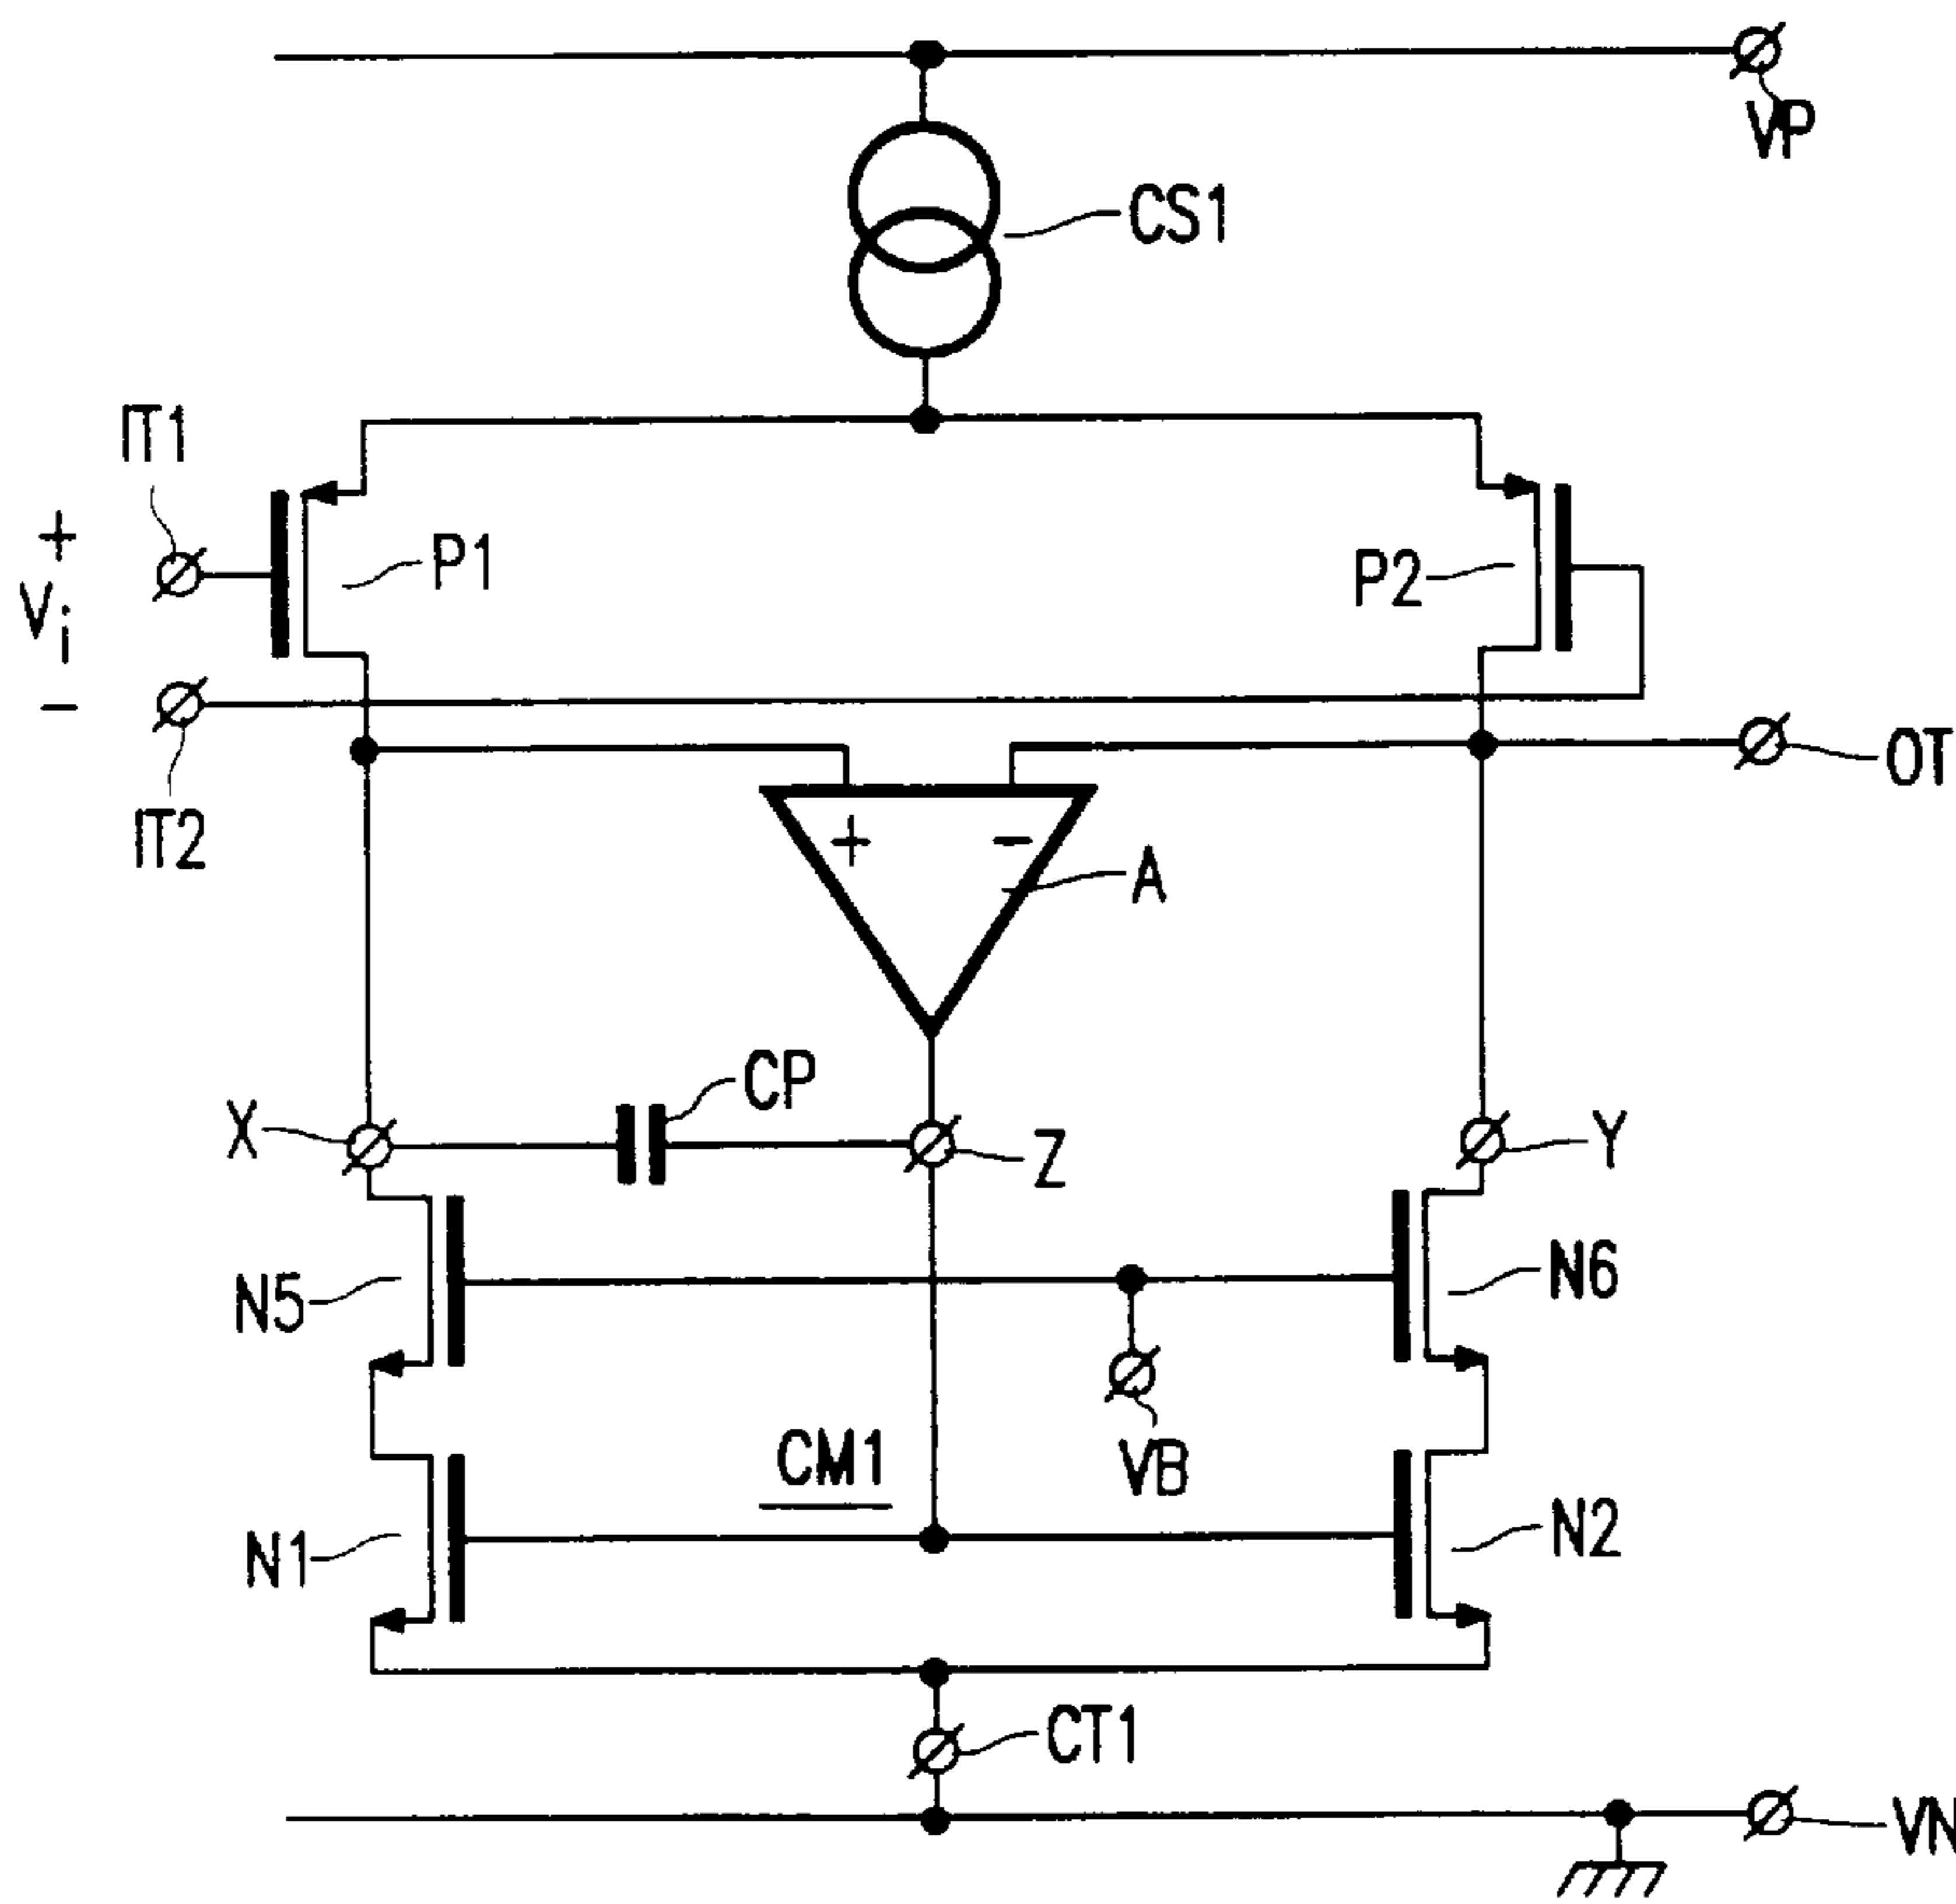 VP
CS1
IT1
+
P1
P2
Vi
-
OT
IT2
+ -
A
CP
X
Z
Y
N5
N6
VB
CM1
N1
N2
CT1
VN